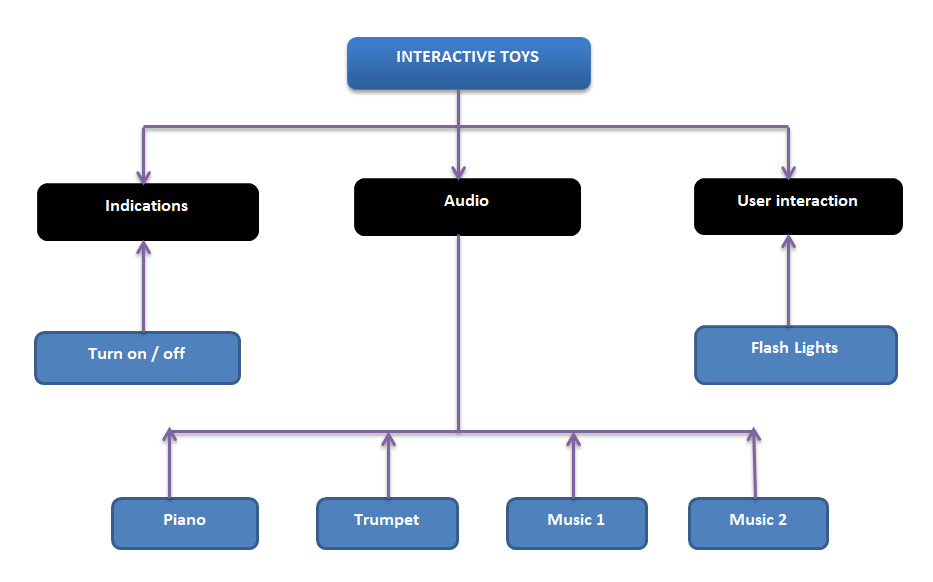 INTERACTIVE TOYS
Indications
Audio
User interaction
Turn on / off
Flash Lights
Piano
Trumpet
Music 1
Music 2